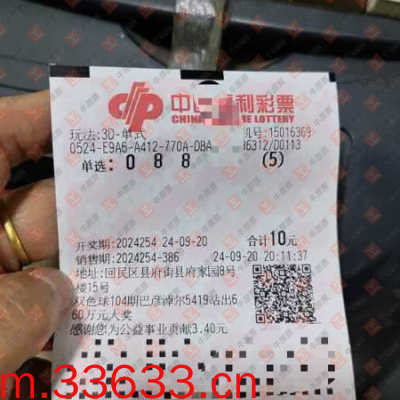 中 利彩票
CHINA E LOTTERY
玩法:3D-单式 机号:15016369
0524-E9A6-A412-770A-DBA 06312/D0113
单选: 0 8 8 (5)
开奖期:2024254 24-09-20 合计10元
销售期:2024254-386 24-09-20 20:11:37
地址:回民区县府街县府家园8号
楼15号
双色球104期巴彦淖尔5419站出6
60万元大奖
感谢您为公益事业贡献3.40元
m.33633.cn